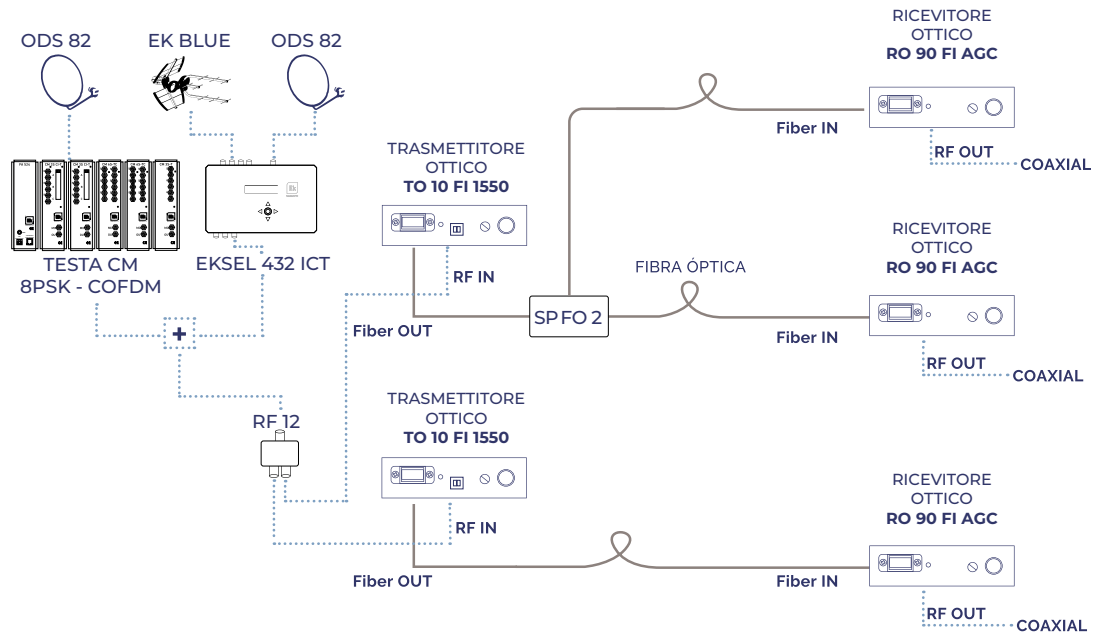 ODS 82
EK BLUE
ODS 82
TESTA CM
8PSK - COFDM
EKSEL 432 ICT
+
RF 12
TRASMETTITORE
OTTICO
TO 10 FI 1550
RF IN
Fiber OUT
SP FO 2
FIBRA ÓPTICA
RICEVITORE
OTTICO
RO 90 FI AGC
Fiber IN
RF OUT
COAXIAL
RICEVITORE
OTTICO
RO 90 FI AGC
Fiber IN
RF OUT
COAXIAL
TRASMETTITORE
OTTICO
TO 10 FI 1550
RF IN
Fiber OUT
RICEVITORE
OTTICO
RO 90 FI AGC
Fiber IN
RF OUT
COAXIAL